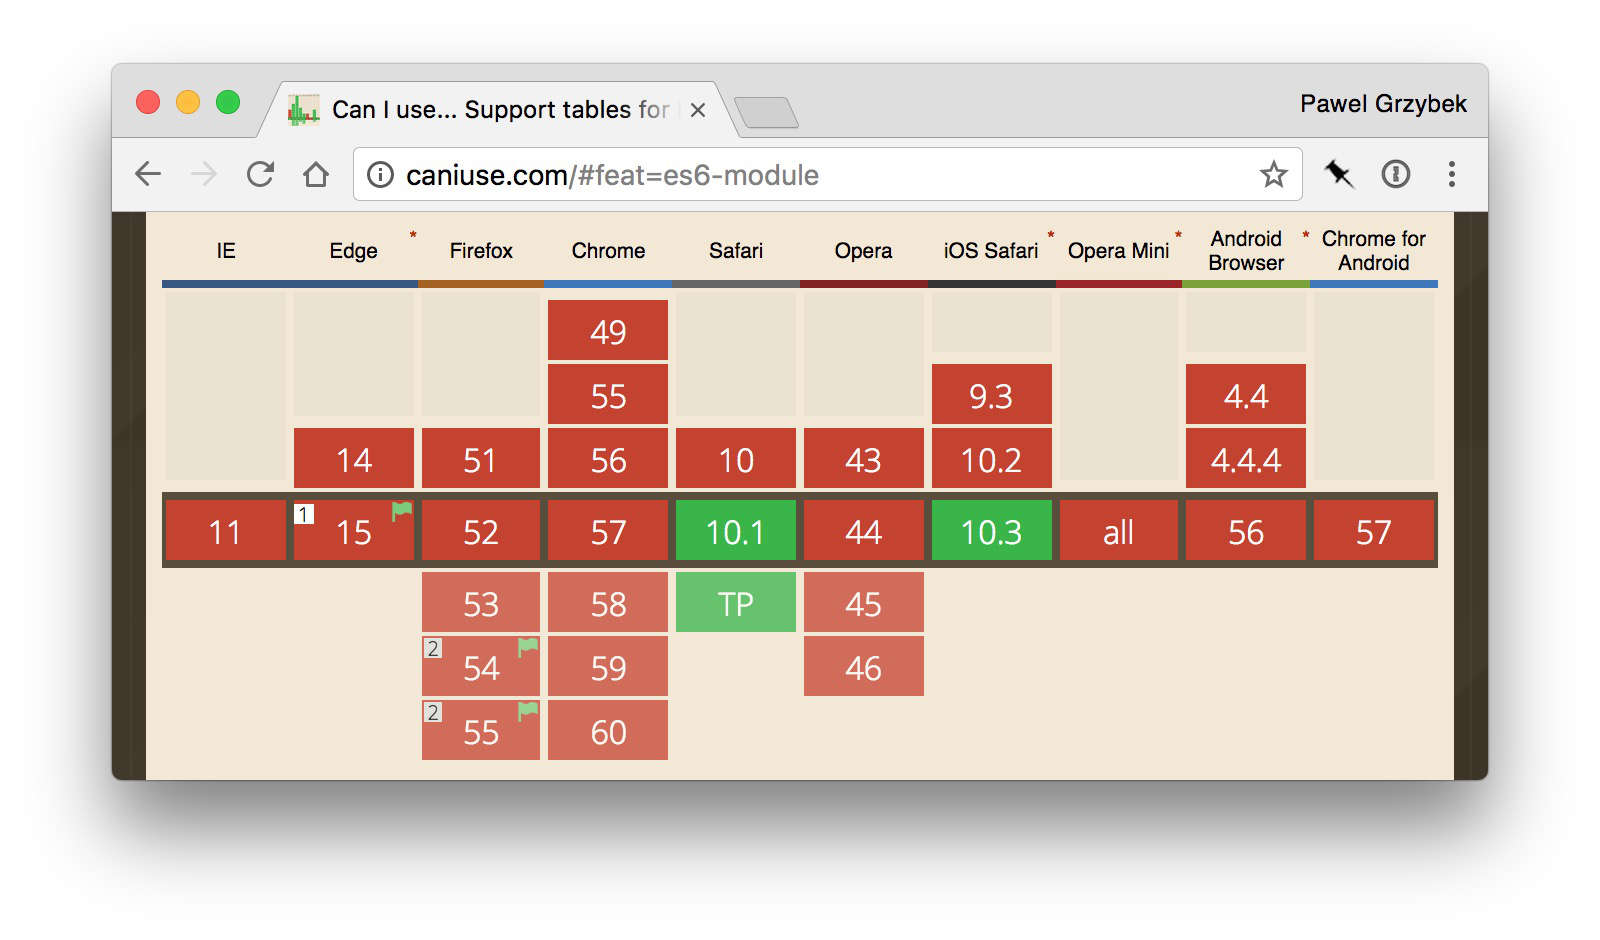 Can I use... Support tables for
Pawel Grzybek
caniuse.com/#feat=es6-module
IE Edge * Firefox Chrome Safari Opera iOS Safari * Opera Mini * Android Browser * Chrome for Android
49
55 9.3 4.4
14 51 56 10 43 10.2 4.4.4
11 1 15 52 57 10.1 44 10.3 all 56 57
53 58 TP 45
2 54 59 46
2 55 60